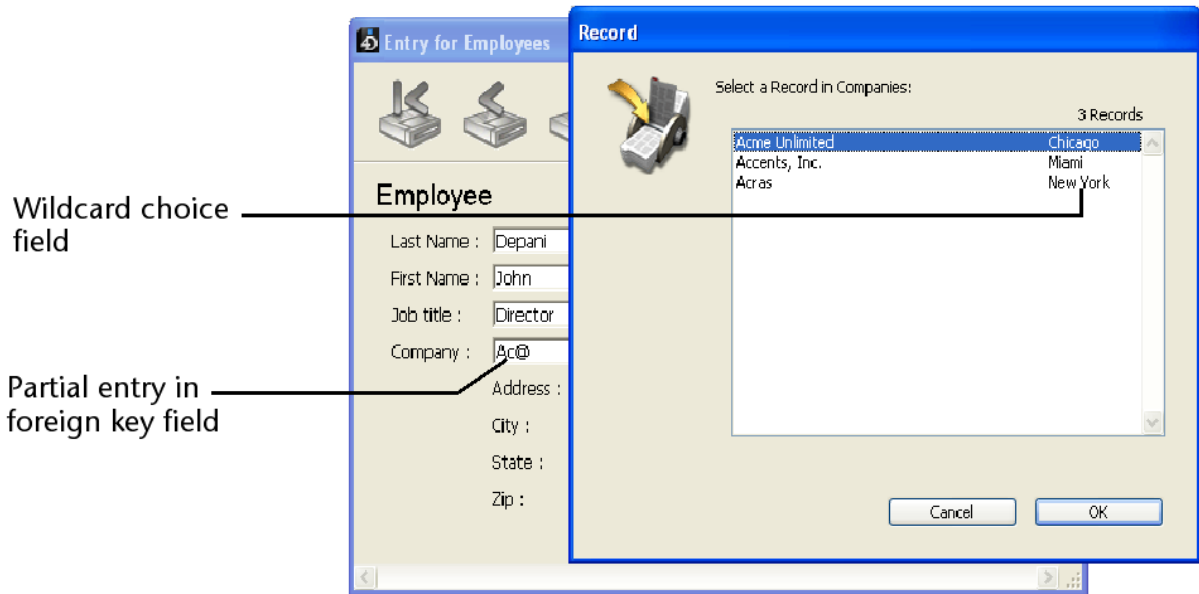 Entry for Employees
Record
Select a Record in Companies:
3 Records
Acme Unlimited Chicago
Accents, Inc. Miami
Acras New York
Wildcard choice
field
Employee
Last Name : Depani
First Name : John
Job title : Director
Company : Ac@
Partial entry in
foreign key field
Address :
City :
State :
Zip :
Cancel OK